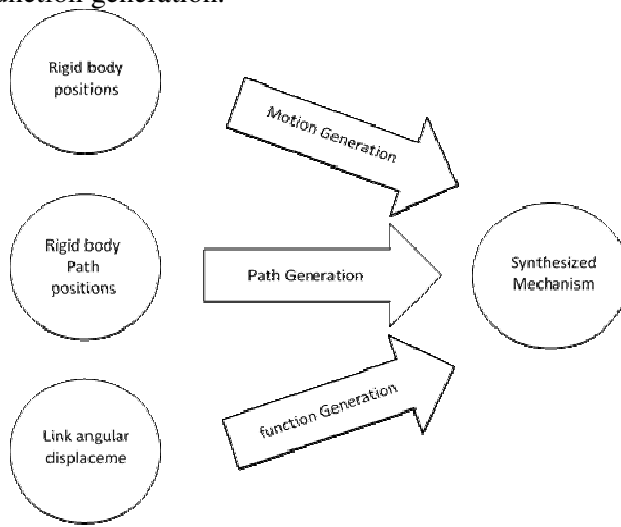 unction generation.
Rigid body
positions
Motion Generation
Rigid body
Path
positions
Path Generation
Synthesized
Mechanism
function Generation
Link angular
displaceme